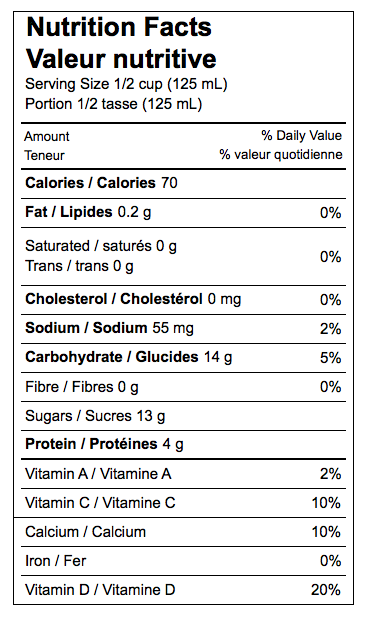 Nutrition Facts
Valeur nutritive
Serving Size 1/2 cup (125 mL)
Portion 1/2 tasse (125 mL)
Amount % Daily Value
Teneur % valeur quotidienne
Calories / Calories 70
Fat / Lipides 0.2 g 0%
Saturated / saturés 0 g
Trans / trans 0 g 0%
Cholesterol / Cholestérol 0 mg 0%
Sodium / Sodium 55 mg 2%
Carbohydrate / Glucides 14 g 5%
Fibre / Fibres 0 g 0%
Sugars / Sucres 13 g
Protein / Protéines 4 g
Vitamin A / Vitamine A 2%
Vitamin C / Vitamine C 10%
Calcium / Calcium 10%
Iron / Fer 0%
Vitamin D / Vitamine D 20%